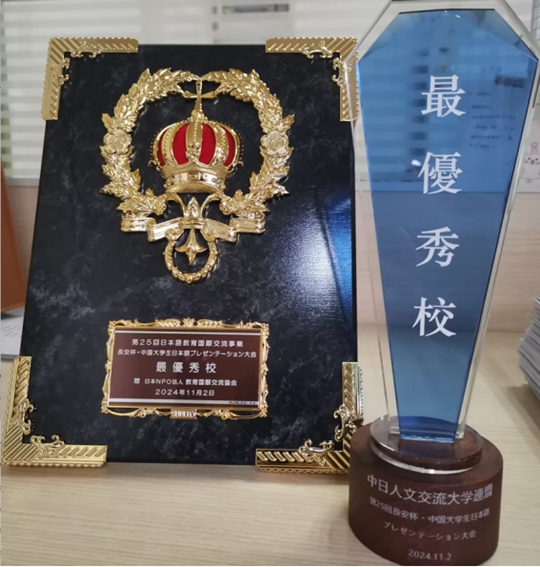 第25回日本語教育国際交流事業
長安杯・中国大学生日本語プレゼンテーション大会
最優秀校
贈 日本NPO法人 教育国際交流協会
2024年11月2日
最優秀校
中日人文交流大学連盟
第25回長安杯・中国大学生日本語
プレゼンテーション大会
2024.11.2